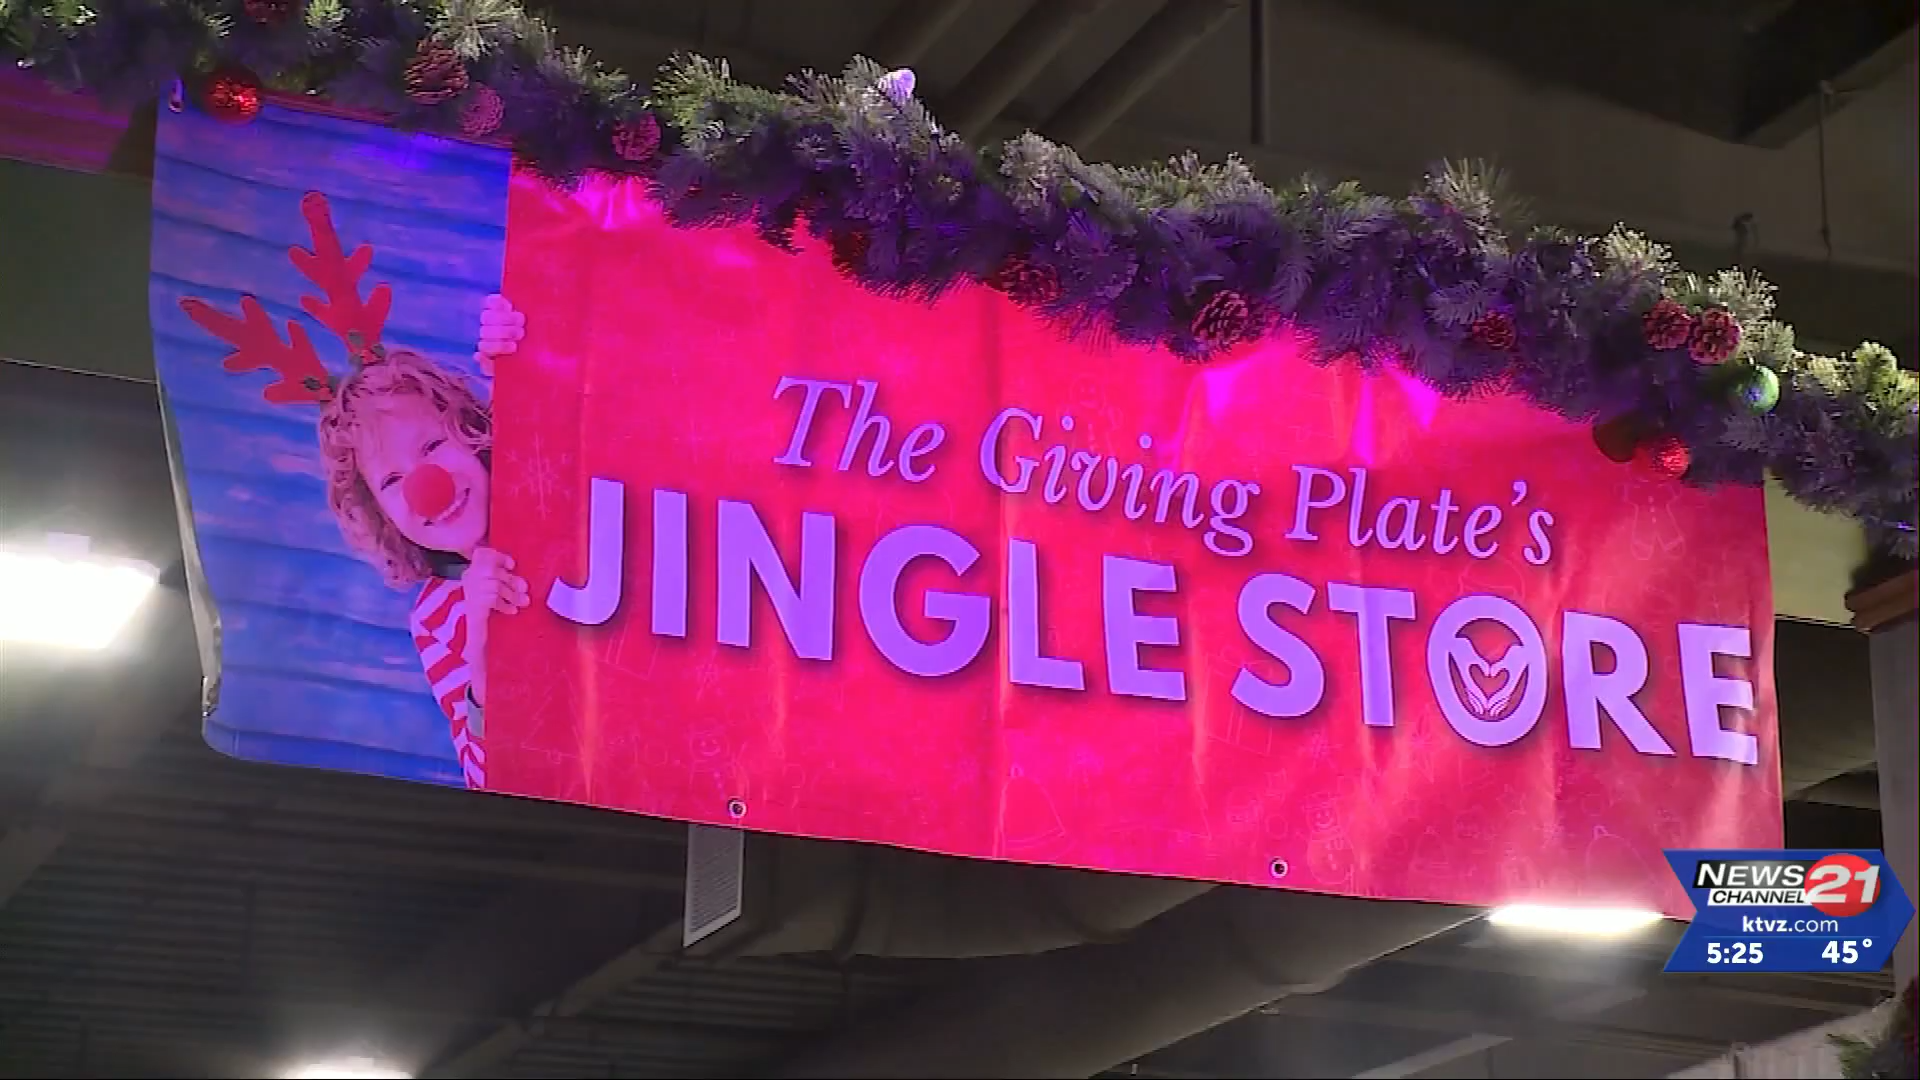 The Giving Plate's
JINGLE STORE
NEWS
CHANNEL 21
ktvz.com
5:25 45°